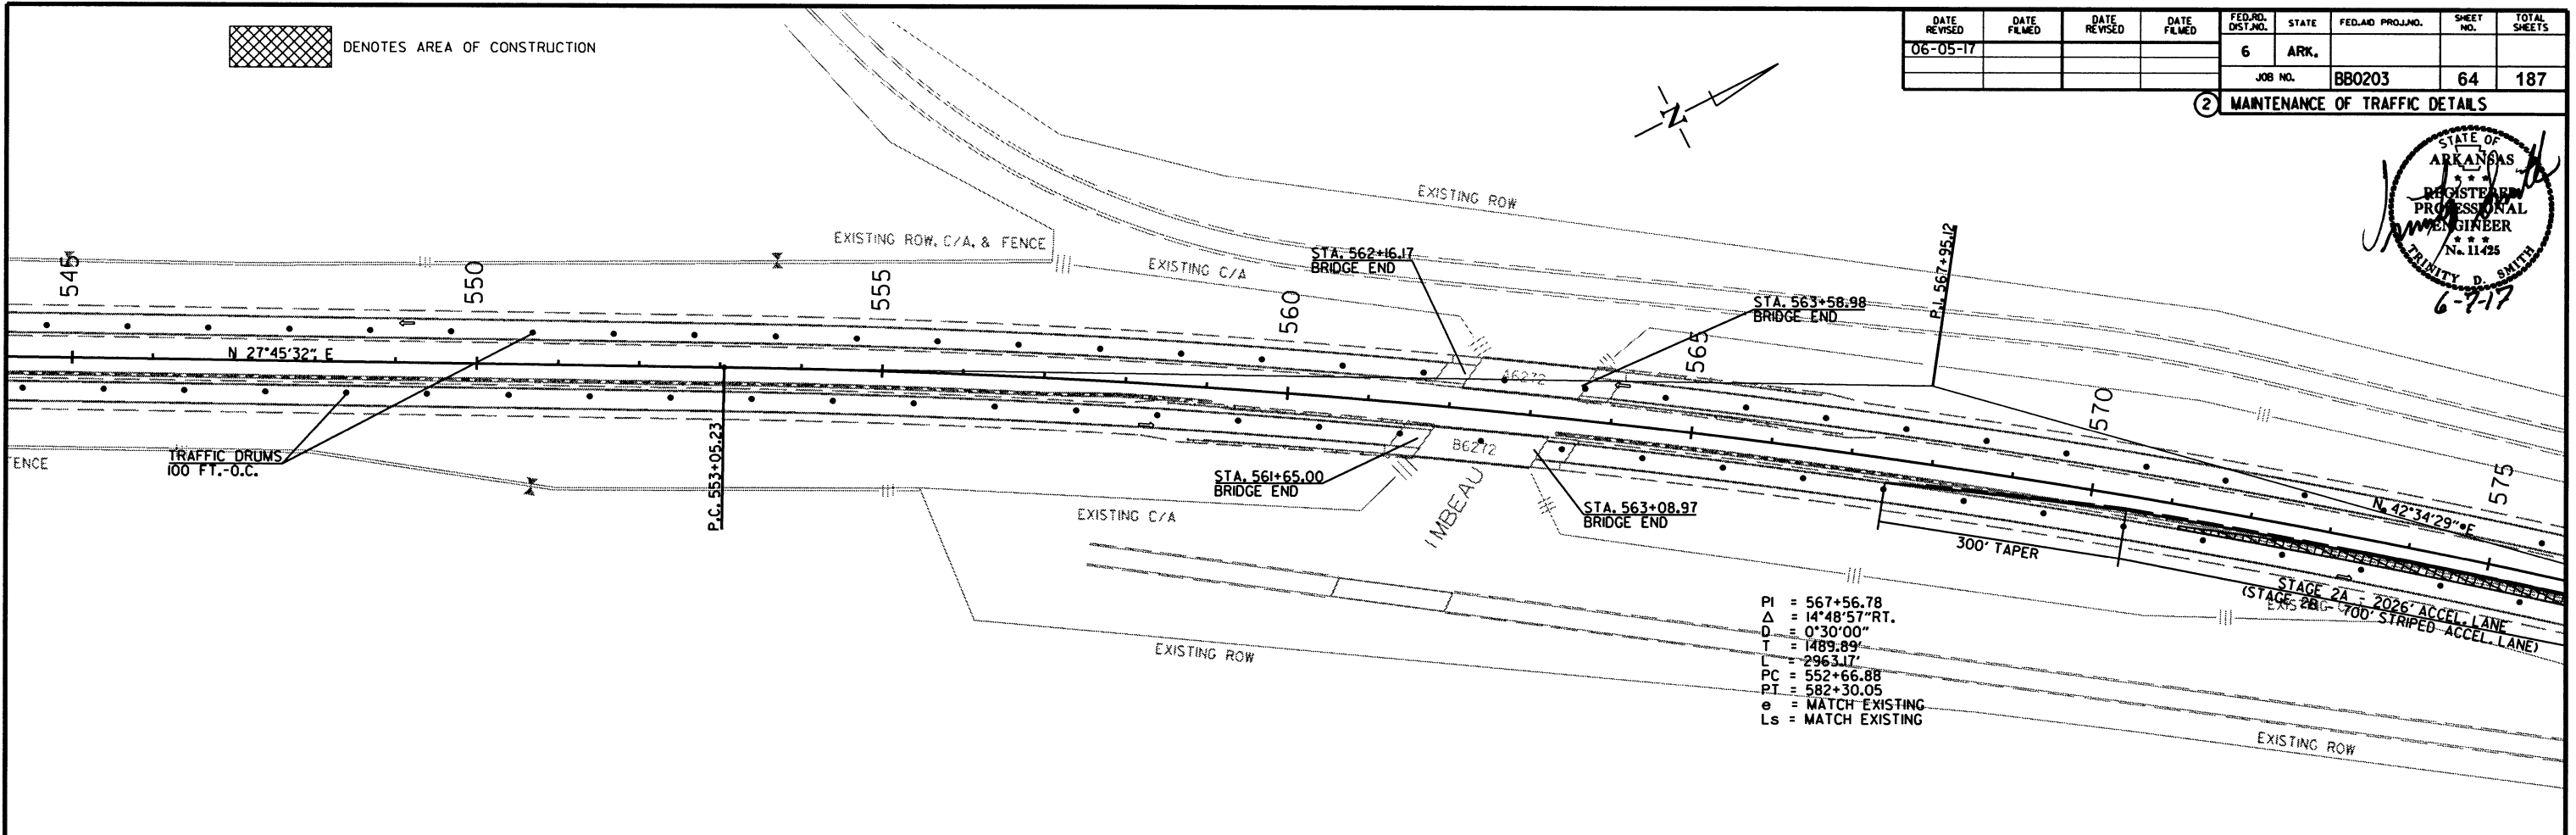 DENOTES AREA OF CONSTRUCTION
DATE REVISED
DATE FILMED
DATE REVISED
DATE FILMED
FED.RD. DIST.NO.
STATE
FED.AID PROJ.NO.
SHEET NO.
TOTAL SHEETS
06-05-17
6
ARK.
JOB NO.
BB0203
64
187
2 MAINTENANCE OF TRAFFIC DETAILS
STATE OF
ARKANSAS
★ ★ ★
REGISTERED
PROFESSIONAL
ENGINEER
★ ★ ★
No. 11425
TRINITY D. SMITH
6-7-17
N
EXISTING ROW
EXISTING ROW, C/A, & FENCE
EXISTING C/A
STA. 562+16.17
BRIDGE END
STA. 563+58.98
BRIDGE END
P.I. 567+95.12
545
550
555
560
565
570
575
N 27°45'32" E
A6272
B6272
N 42°34'29" E
TRAFFIC DRUMS
100 FT.-O.C.
ENCE
P.C. 553+05.23
STA. 561+65.00
BRIDGE END
STA. 563+08.97
BRIDGE END
IMBEAU
EXISTING C/A
300' TAPER
STAGE 2A - 2026' ACCEL. LANE
(STAGE 2B - 700' STRIPED ACCEL. LANE)
PI = 567+56.78
Δ = 14°48'57"RT.
D = 0°30'00"
T = 1489.89'
L = 2963.17'
PC = 552+66.88
PT = 582+30.05
e = MATCH EXISTING
Ls = MATCH EXISTING
EXISTING ROW
EXISTING ROW